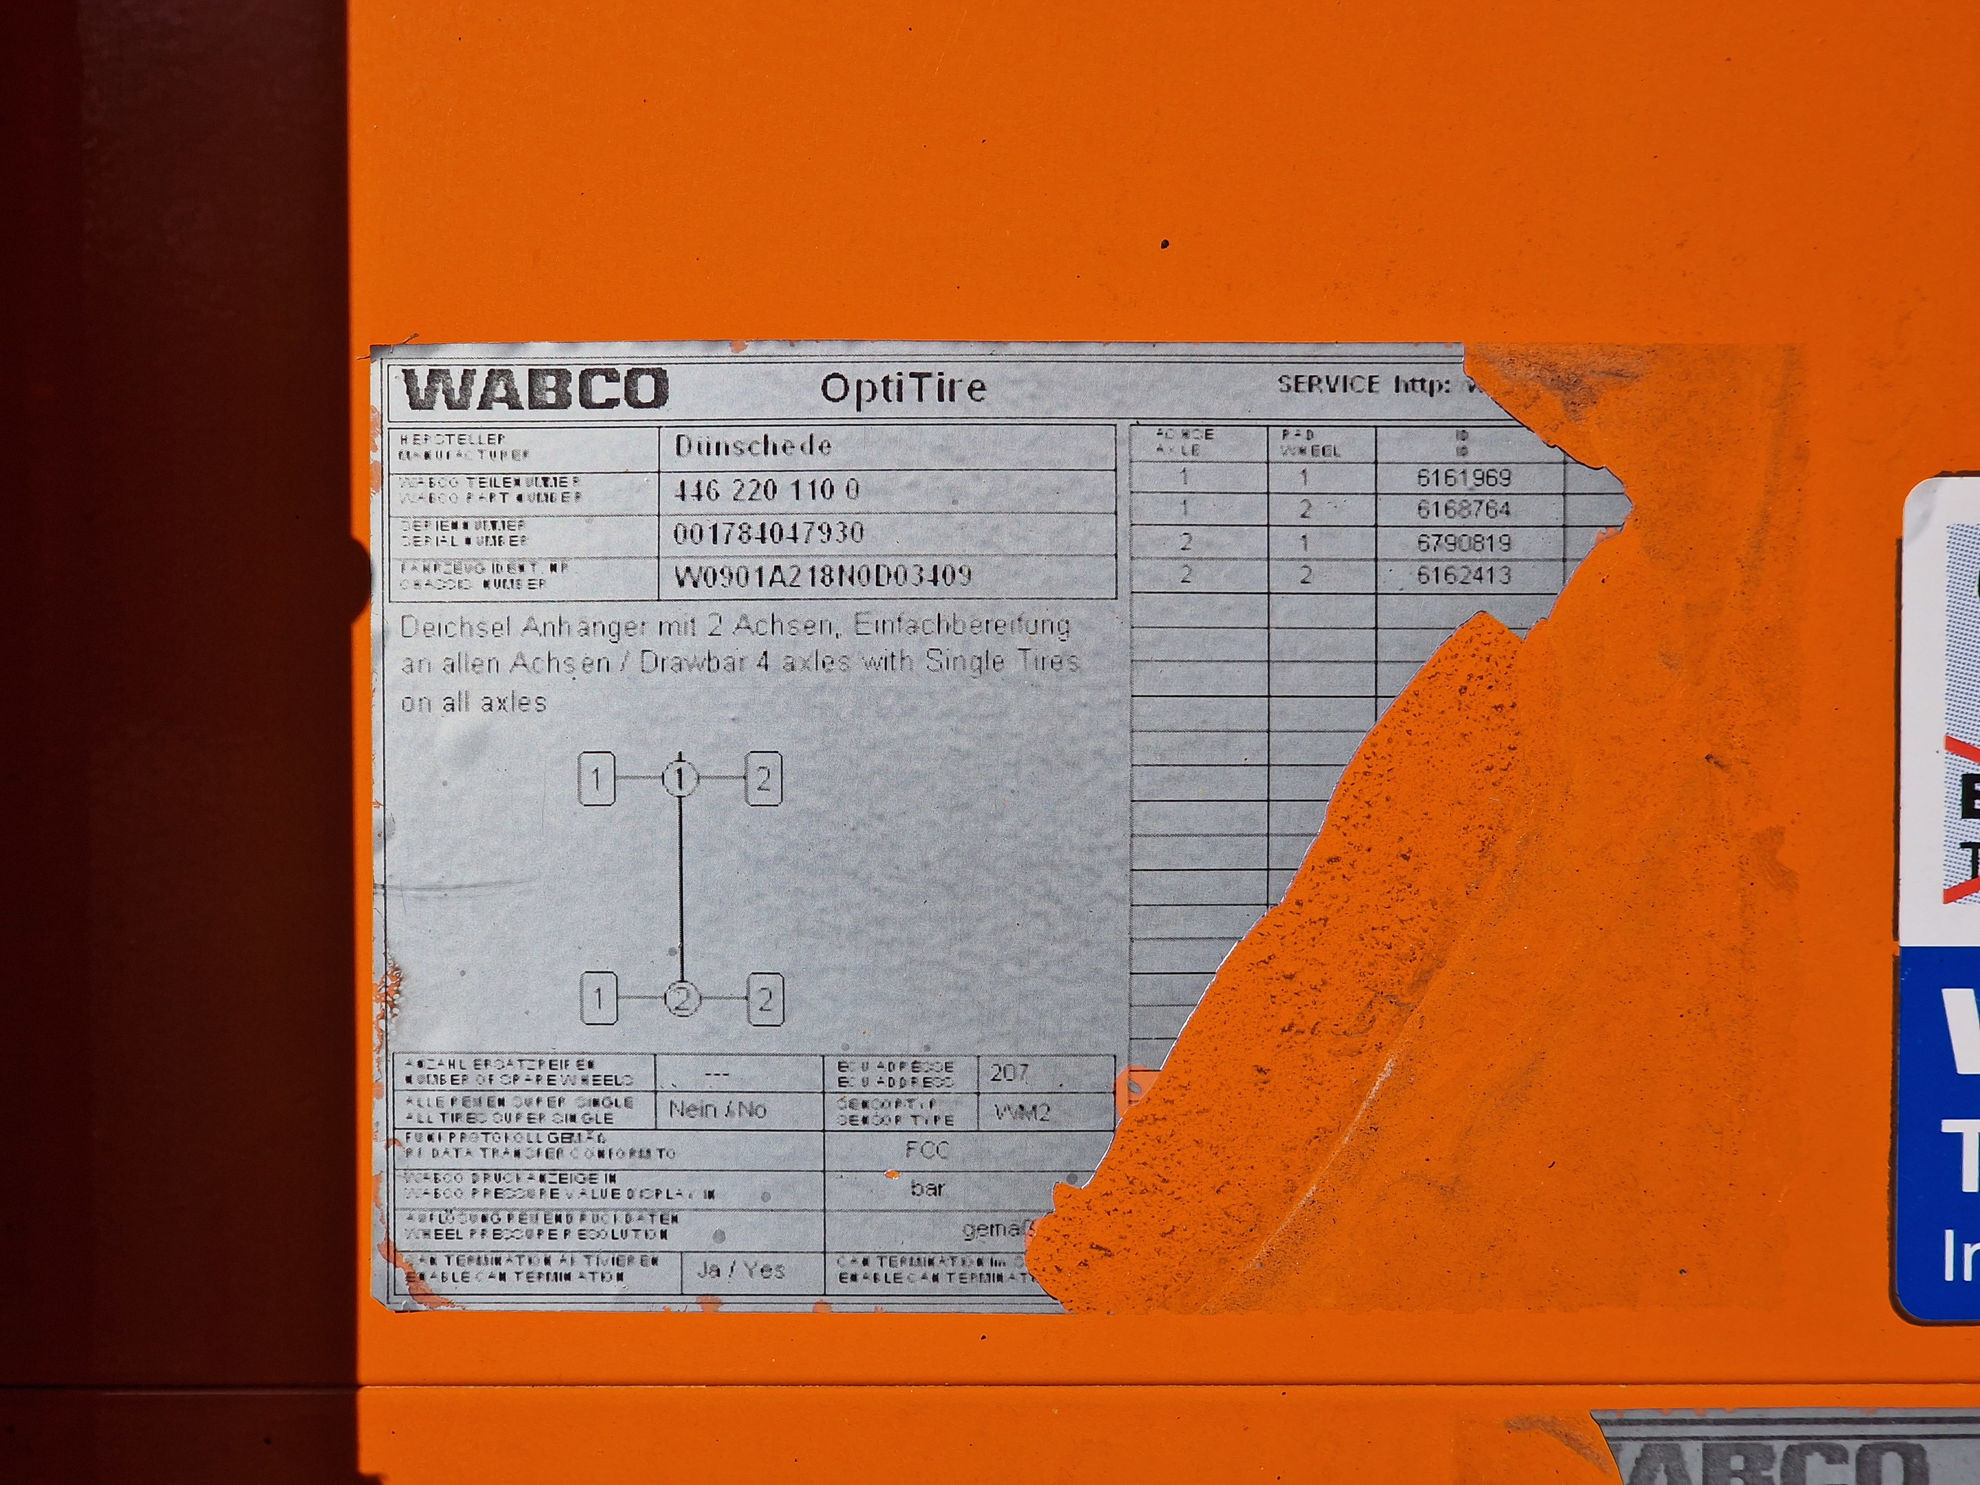 WABCO OptiTire SERVICE http:
HERSTELLER
MANUFACTURER
Dünschede
WABCO TEILENUMMER
WABCO PART NUMBER
446 220 110 0
SERIENNUMMER
SERIAL NUMBER
001784047930
FAHRZEUG IDENT. NR
CHASSIS NUMBER
W0901A218N0D03409
Deichsel Anhänger mit 2 Achsen, Einfachbereifung
an allen Achsen / Drawbar 4 axles with Single Tires
on all axles
1 1 2
1 2 2
ACHSE RAD ID
AXLE WHEEL ID
1 1 6161969
1 2 6168764
2 1 6790819
2 2 6162413
ANZAHL ERSATZREIFEN
NUMBER OF SPARE WHEELS
---
ECU ADRESSE
ECU ADDRESS
207
ALLE REIFEN SUPER SINGLE
ALL TIRES SUPER SINGLE
Nein / No
SENSORTYP
SENSOR TYPE
WM2
FUNKPROTOKOLL GEMÄß
RF DATA TRANSFER CONFORM TO
FCC
WABCO DRUCKANZEIGE IN
WABCO PRESSURE VALUE DISPLAY IN
bar
AUFLÖSUNG REIFENDRUCKDATEN
WHEEL PRESSURE RESOLUTION
gemäß
CAN TERMINATION AKTIVIEREN
ENABLE CAN TERMINATION
Ja / Yes
CAN TERMINATION im
ENABLE CAN TERMINAT
ABCO